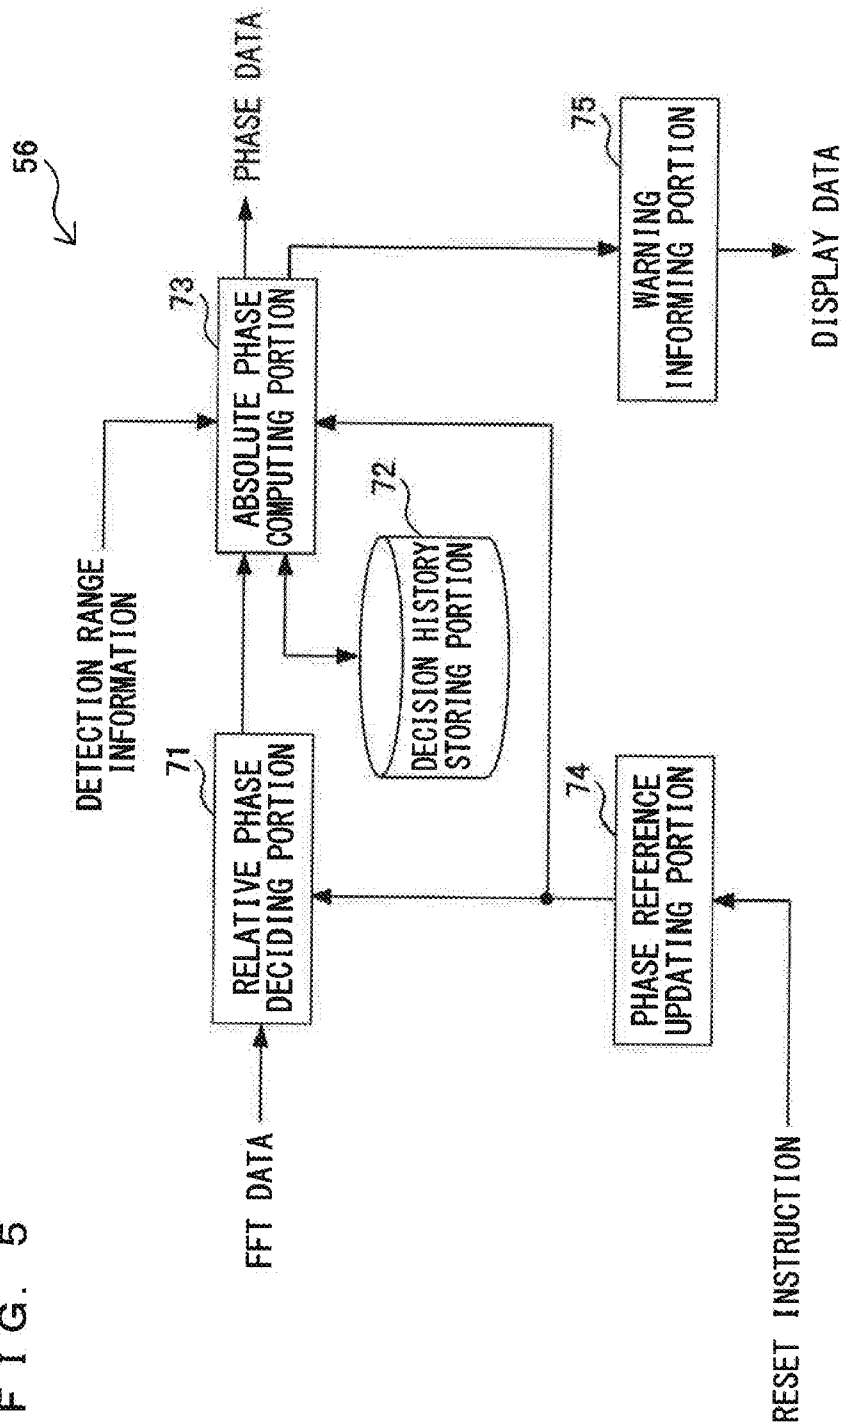 FIG. 5
56
DETECTION RANGE
INFORMATION
FFT DATA
71
RELATIVE PHASE
DECIDING PORTION
73
ABSOLUTE PHASE
COMPUTING PORTION
PHASE DATA
72
DECISION HISTORY
STORING PORTION
74
PHASE REFERENCE
UPDATING PORTION
75
WARNING
INFORMING PORTION
RESET INSTRUCTION
DISPLAY DATA